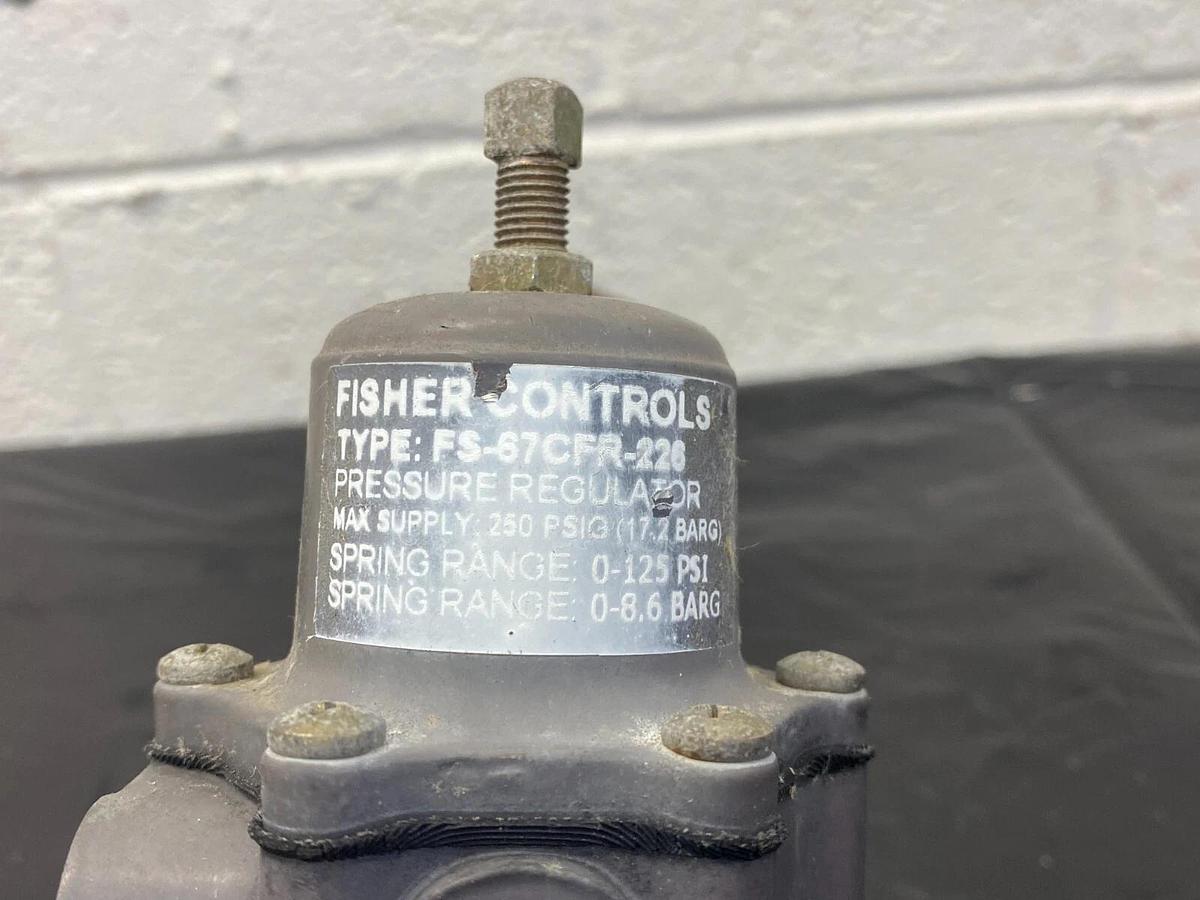 FISHER CONTROLS
TYPE: FS-67CFR-226
PRESSURE REGULATOR
MAX SUPPLY: 250 PSIG (17.2 BARG)
SPRING RANGE: 0-125 PSI
SPRING RANGE: 0-8.6 BARG